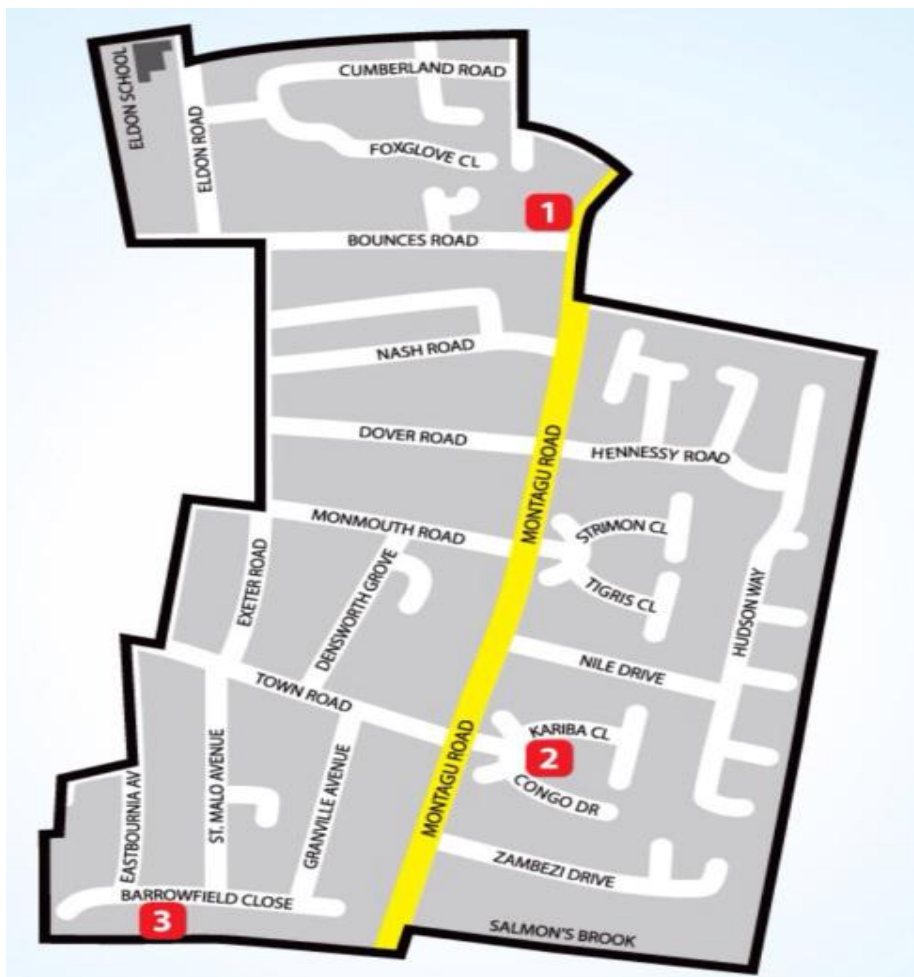 ELDON SCHOOL
ELDON ROAD
CUMBERLAND ROAD
FOXGLOVE CL
1
BOUNCES ROAD
NASH ROAD
DOVER ROAD
MONTAGU ROAD
HENNESSY ROAD
MONMOUTH ROAD
STRIMON CL
EXETER ROAD
DENSWORTH GROVE
TIGRIS CL
HUDSON WAY
NILE DRIVE
TOWN ROAD
KARIBA CL
2
MONTAGU ROAD
CONGO DR
EASTBOURNIA AV
ST. MALO AVENUE
GRANVILLE AVENUE
ZAMBEZI DRIVE
BARROWFIELD CLOSE
3
SALMON'S BROOK